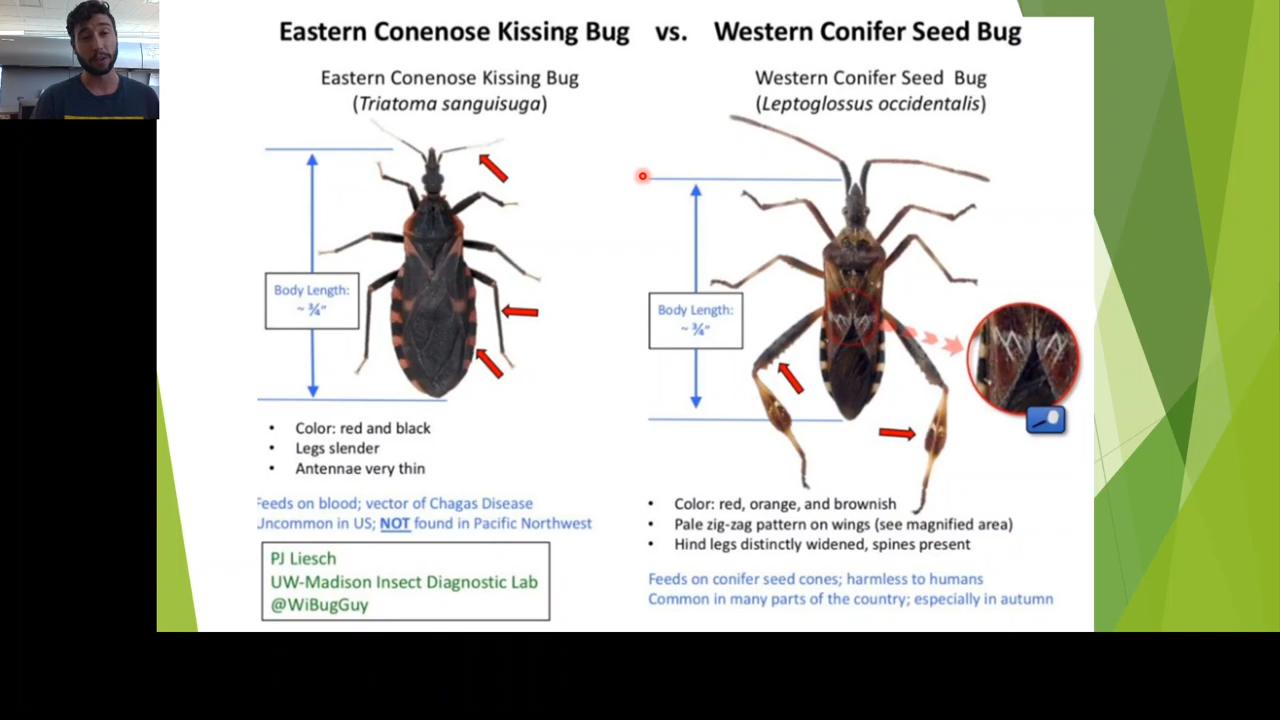 Eastern Conenose Kissing Bug vs. Western Conifer Seed Bug
Eastern Conenose Kissing Bug
(Triatoma sanguisuga)
Body Length:
~ ¾"
• Color: red and black
• Legs slender
• Antennae very thin
Feeds on blood; vector of Chagas Disease
Uncommon in US; NOT found in Pacific Northwest
PJ Liesch
UW-Madison Insect Diagnostic Lab
@WiBugGuy
Western Conifer Seed Bug
(Leptoglossus occidentalis)
Body Length:
~ ¾"
• Color: red, orange, and brownish
• Pale zig-zag pattern on wings (see magnified area)
• Hind legs distinctly widened, spines present
Feeds on conifer seed cones; harmless to humans
Common in many parts of the country; especially in autumn